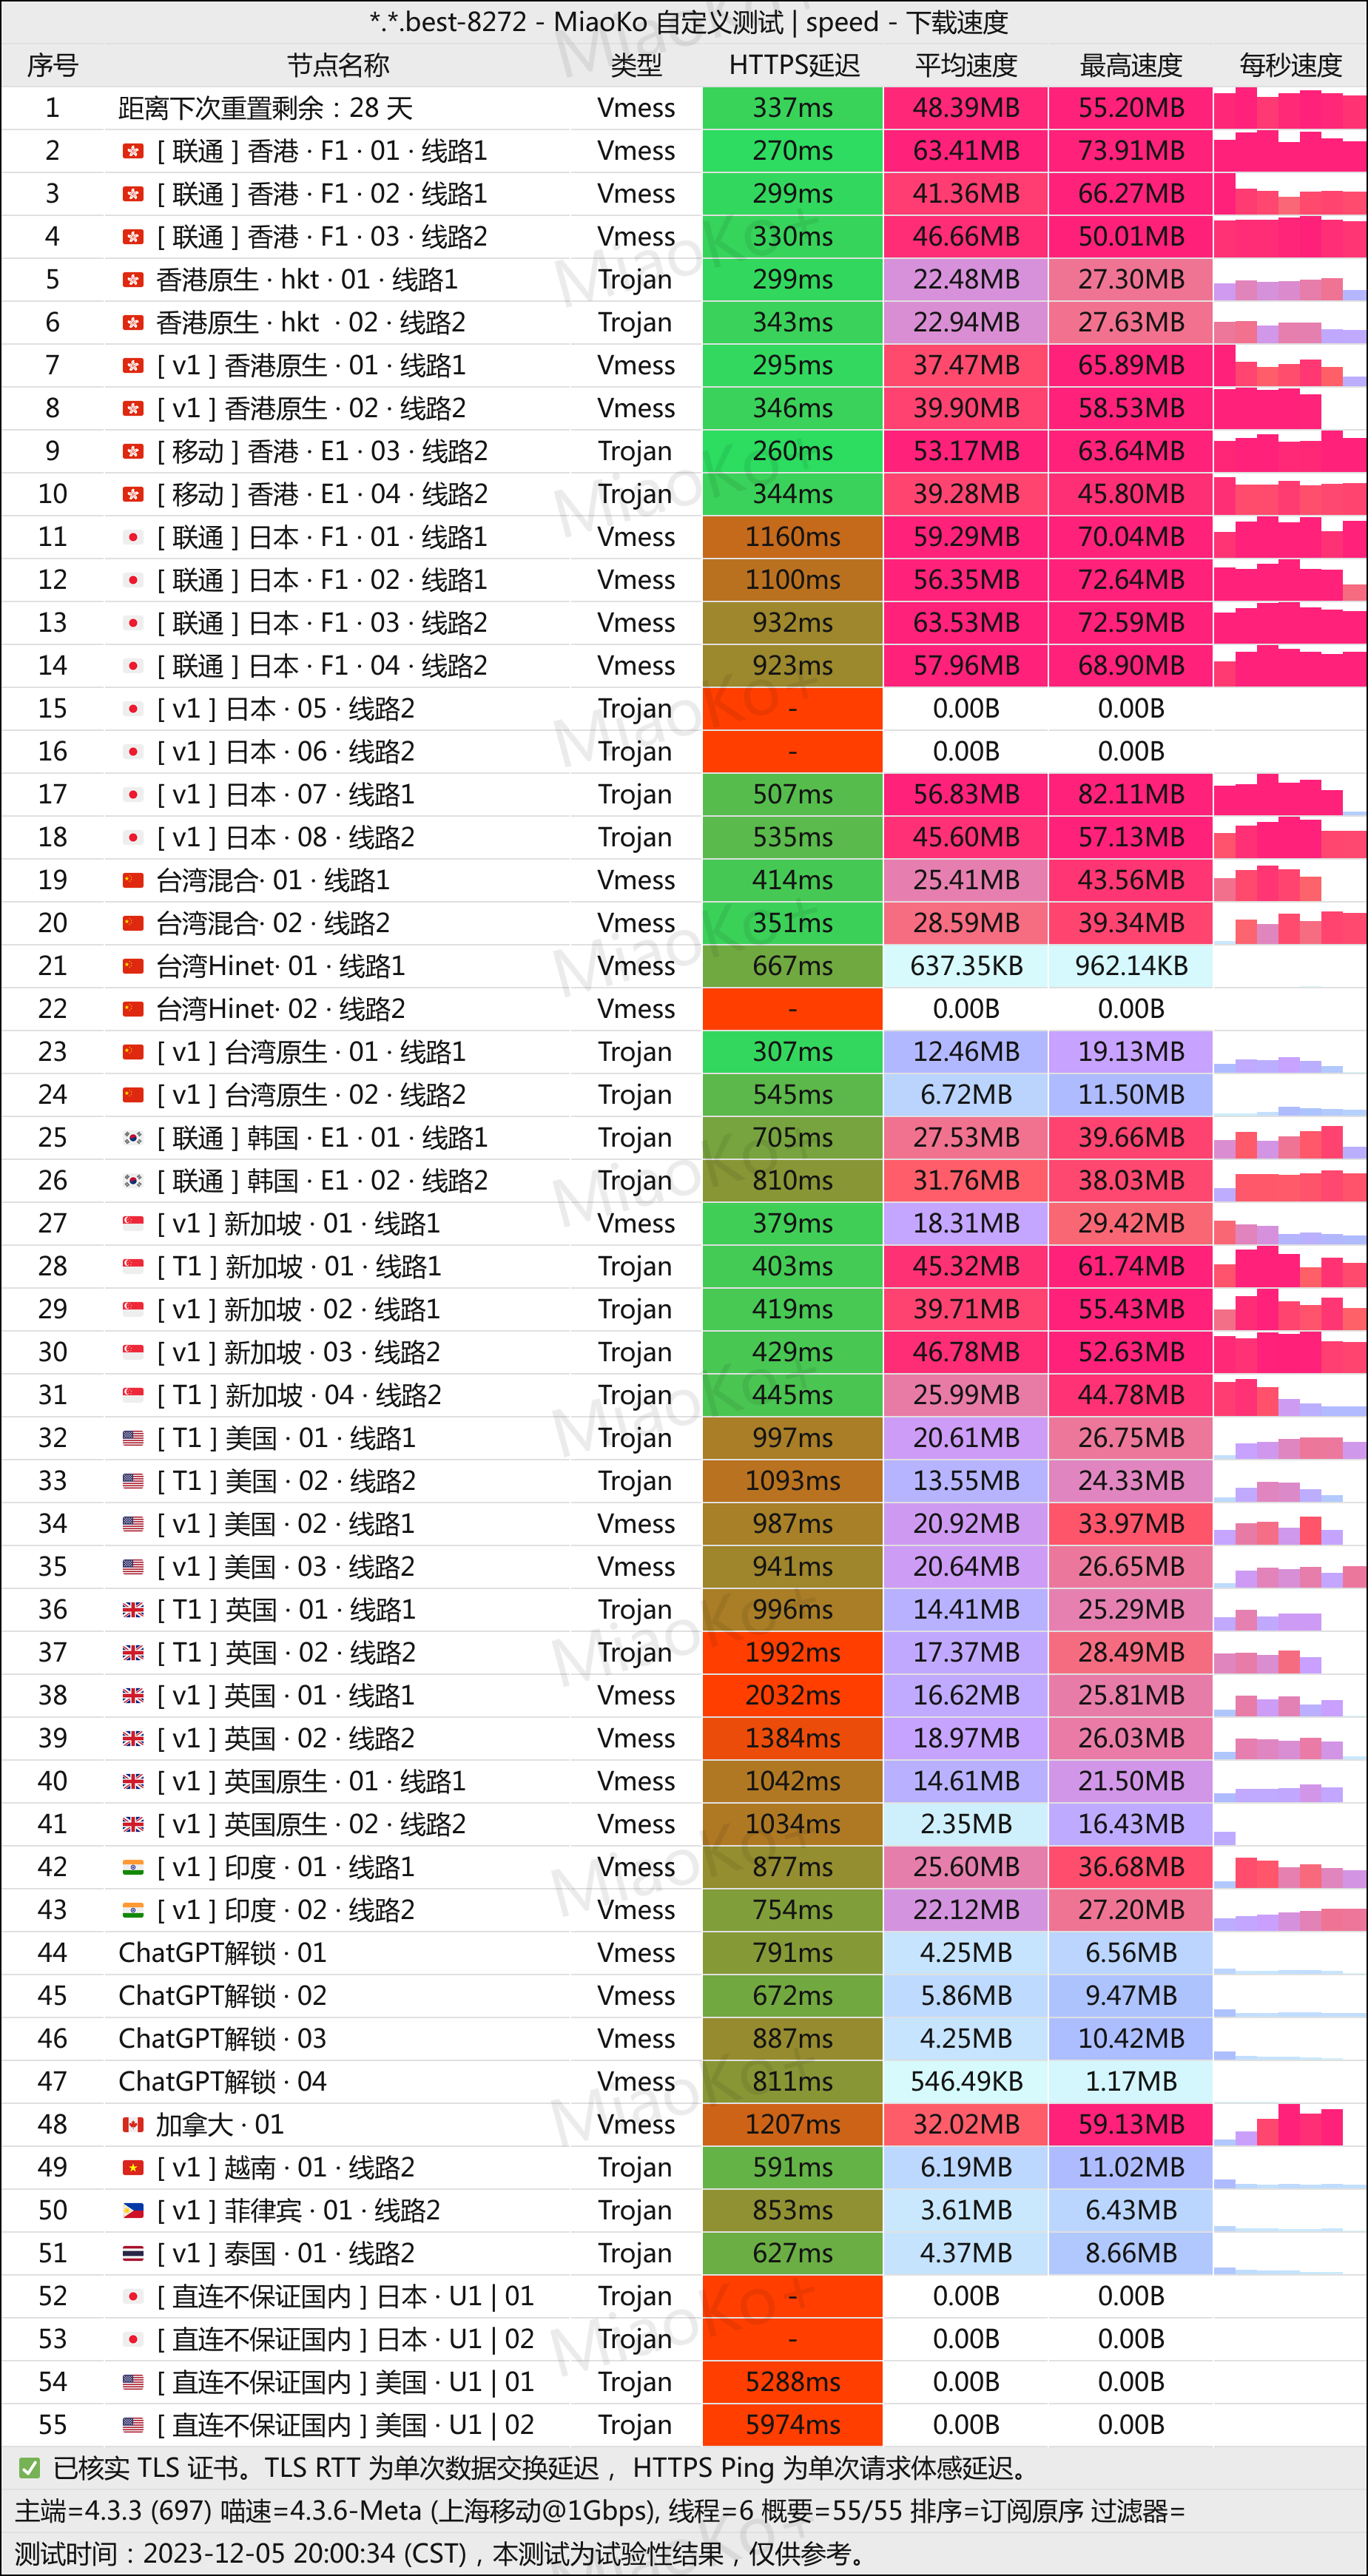 *.*.best-8272 - MiaoKo 自定义测试 | speed - 下载速度
序号 节点名称 类型 HTTPS延迟 平均速度 最高速度 每秒速度
1 距离下次重置剩余：28 天 Vmess 337ms 48.39MB 55.20MB
2 [ 联通 ] 香港 · F1 · 01 · 线路1 Vmess 270ms 63.41MB 73.91MB
3 [ 联通 ] 香港 · F1 · 02 · 线路1 Vmess 299ms 41.36MB 66.27MB
4 [ 联通 ] 香港 · F1 · 03 · 线路2 Vmess 330ms 46.66MB 50.01MB
5 香港原生 · hkt · 01 · 线路1 Trojan 299ms 22.48MB 27.30MB
6 香港原生 · hkt · 02 · 线路2 Trojan 343ms 22.94MB 27.63MB
7 [ v1 ] 香港原生 · 01 · 线路1 Vmess 295ms 37.47MB 65.89MB
8 [ v1 ] 香港原生 · 02 · 线路2 Vmess 346ms 39.90MB 58.53MB
9 [ 移动 ] 香港 · E1 · 03 · 线路2 Trojan 260ms 53.17MB 63.64MB
10 [ 移动 ] 香港 · E1 · 04 · 线路2 Trojan 344ms 39.28MB 45.80MB
11 [ 联通 ] 日本 · F1 · 01 · 线路1 Vmess 1160ms 59.29MB 70.04MB
12 [ 联通 ] 日本 · F1 · 02 · 线路1 Vmess 1100ms 56.35MB 72.64MB
13 [ 联通 ] 日本 · F1 · 03 · 线路2 Vmess 932ms 63.53MB 72.59MB
14 [ 联通 ] 日本 · F1 · 04 · 线路2 Vmess 923ms 57.96MB 68.90MB
15 [ v1 ] 日本 · 05 · 线路2 Trojan - 0.00B 0.00B
16 [ v1 ] 日本 · 06 · 线路2 Trojan - 0.00B 0.00B
17 [ v1 ] 日本 · 07 · 线路1 Trojan 507ms 56.83MB 82.11MB
18 [ v1 ] 日本 · 08 · 线路2 Trojan 535ms 45.60MB 57.13MB
19 台湾混合· 01 · 线路1 Vmess 414ms 25.41MB 43.56MB
20 台湾混合· 02 · 线路2 Vmess 351ms 28.59MB 39.34MB
21 台湾Hinet· 01 · 线路1 Vmess 667ms 637.35KB 962.14KB
22 台湾Hinet· 02 · 线路2 Vmess - 0.00B 0.00B
23 [ v1 ] 台湾原生 · 01 · 线路1 Trojan 307ms 12.46MB 19.13MB
24 [ v1 ] 台湾原生 · 02 · 线路2 Trojan 545ms 6.72MB 11.50MB
25 [ 联通 ] 韩国 · E1 · 01 · 线路1 Trojan 705ms 27.53MB 39.66MB
26 [ 联通 ] 韩国 · E1 · 02 · 线路2 Trojan 810ms 31.76MB 38.03MB
27 [ v1 ] 新加坡 · 01 · 线路1 Vmess 379ms 18.31MB 29.42MB
28 [ T1 ] 新加坡 · 01 · 线路1 Trojan 403ms 45.32MB 61.74MB
29 [ v1 ] 新加坡 · 02 · 线路1 Trojan 419ms 39.71MB 55.43MB
30 [ v1 ] 新加坡 · 03 · 线路2 Trojan 429ms 46.78MB 52.63MB
31 [ T1 ] 新加坡 · 04 · 线路2 Trojan 445ms 25.99MB 44.78MB
32 [ T1 ] 美国 · 01 · 线路1 Trojan 997ms 20.61MB 26.75MB
33 [ T1 ] 美国 · 02 · 线路2 Trojan 1093ms 13.55MB 24.33MB
34 [ v1 ] 美国 · 02 · 线路1 Vmess 987ms 20.92MB 33.97MB
35 [ v1 ] 美国 · 03 · 线路2 Vmess 941ms 20.64MB 26.65MB
36 [ T1 ] 英国 · 01 · 线路1 Trojan 996ms 14.41MB 25.29MB
37 [ T1 ] 英国 · 02 · 线路2 Trojan 1992ms 17.37MB 28.49MB
38 [ v1 ] 英国 · 01 · 线路1 Vmess 2032ms 16.62MB 25.81MB
39 [ v1 ] 英国 · 02 · 线路2 Vmess 1384ms 18.97MB 26.03MB
40 [ v1 ] 英国原生 · 01 · 线路1 Vmess 1042ms 14.61MB 21.50MB
41 [ v1 ] 英国原生 · 02 · 线路2 Vmess 1034ms 2.35MB 16.43MB
42 [ v1 ] 印度 · 01 · 线路1 Vmess 877ms 25.60MB 36.68MB
43 [ v1 ] 印度 · 02 · 线路2 Vmess 754ms 22.12MB 27.20MB
44 ChatGPT解锁 · 01 Vmess 791ms 4.25MB 6.56MB
45 ChatGPT解锁 · 02 Vmess 672ms 5.86MB 9.47MB
46 ChatGPT解锁 · 03 Vmess 887ms 4.25MB 10.42MB
47 ChatGPT解锁 · 04 Vmess 811ms 546.49KB 1.17MB
48 加拿大 · 01 Vmess 1207ms 32.02MB 59.13MB
49 [ v1 ] 越南 · 01 · 线路2 Trojan 591ms 6.19MB 11.02MB
50 [ v1 ] 菲律宾 · 01 · 线路2 Trojan 853ms 3.61MB 6.43MB
51 [ v1 ] 泰国 · 01 · 线路2 Trojan 627ms 4.37MB 8.66MB
52 [ 直连不保证国内 ] 日本 · U1 | 01 Trojan - 0.00B 0.00B
53 [ 直连不保证国内 ] 日本 · U1 | 02 Trojan - 0.00B 0.00B
54 [ 直连不保证国内 ] 美国 · U1 | 01 Trojan 5288ms 0.00B 0.00B
55 [ 直连不保证国内 ] 美国 · U1 | 02 Trojan 5974ms 0.00B 0.00B
✅ 已核实 TLS 证书。TLS RTT 为单次数据交换延迟， HTTPS Ping 为单次请求体感延迟。
主端=4.3.3 (697) 喵速=4.3.6-Meta (上海移动@1Gbps), 线程=6 概要=55/55 排序=订阅原序 过滤器=
测试时间：2023-12-05 20:00:34 (CST)，本测试为试验性结果，仅供参考。